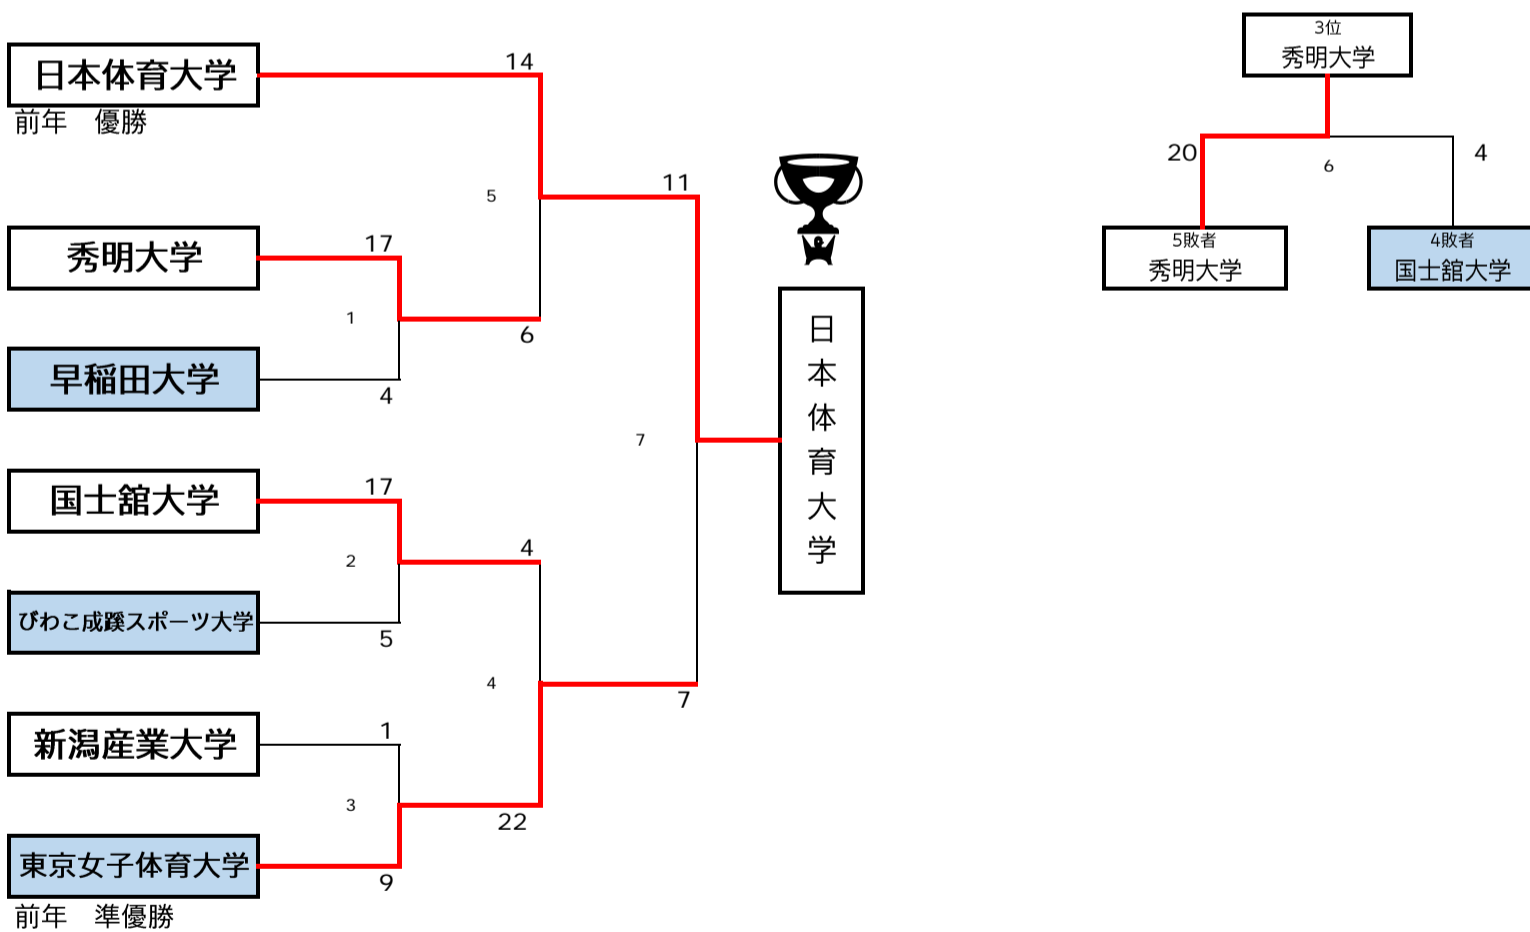 3位
秀明大学
日本体育大学
前年　優勝
14
20
6
4
5敗者
秀明大学
4敗者
国士舘大学
5
11
秀明大学
17
1
6
早稲田大学
4
日本体育大学
7
国士舘大学
17
2
4
びわこ成蹊スポーツ大学
5
4
7
新潟産業大学
1
3
22
東京女子体育大学
9
前年　準優勝